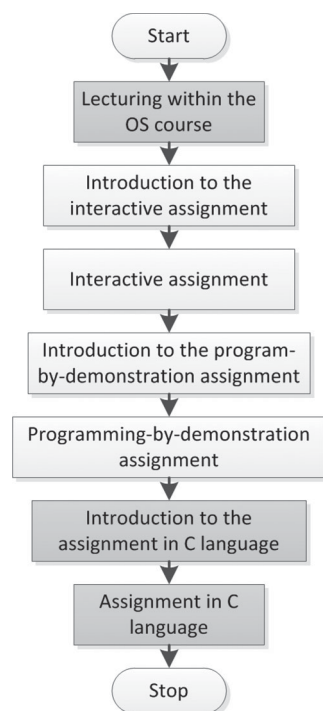 Start
Lecturing within the
OS course
Introduction to the
interactive assignment
Interactive assignment
Introduction to the program-
by-demonstration assignment
Programming-by-demonstration
assignment
Introduction to the
assignment in C language
Assignment in C
language
Stop